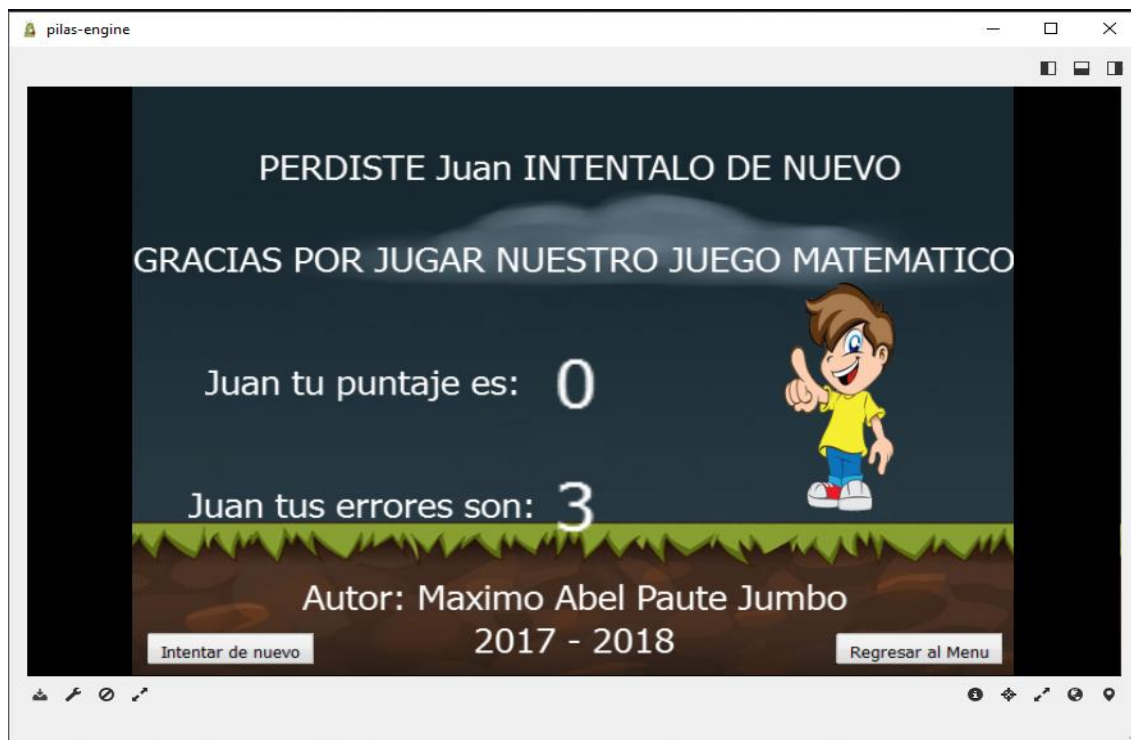 pilas-engine
PERDISTE Juan INTENTALO DE NUEVO
GRACIAS POR JUGAR NUESTRO JUEGO MATEMATICO
Juan tu puntaje es: 0
Juan tus errores son: 3
Autor: Maximo Abel Paute Jumbo
2017 - 2018
Intentar de nuevo
Regresar al Menu